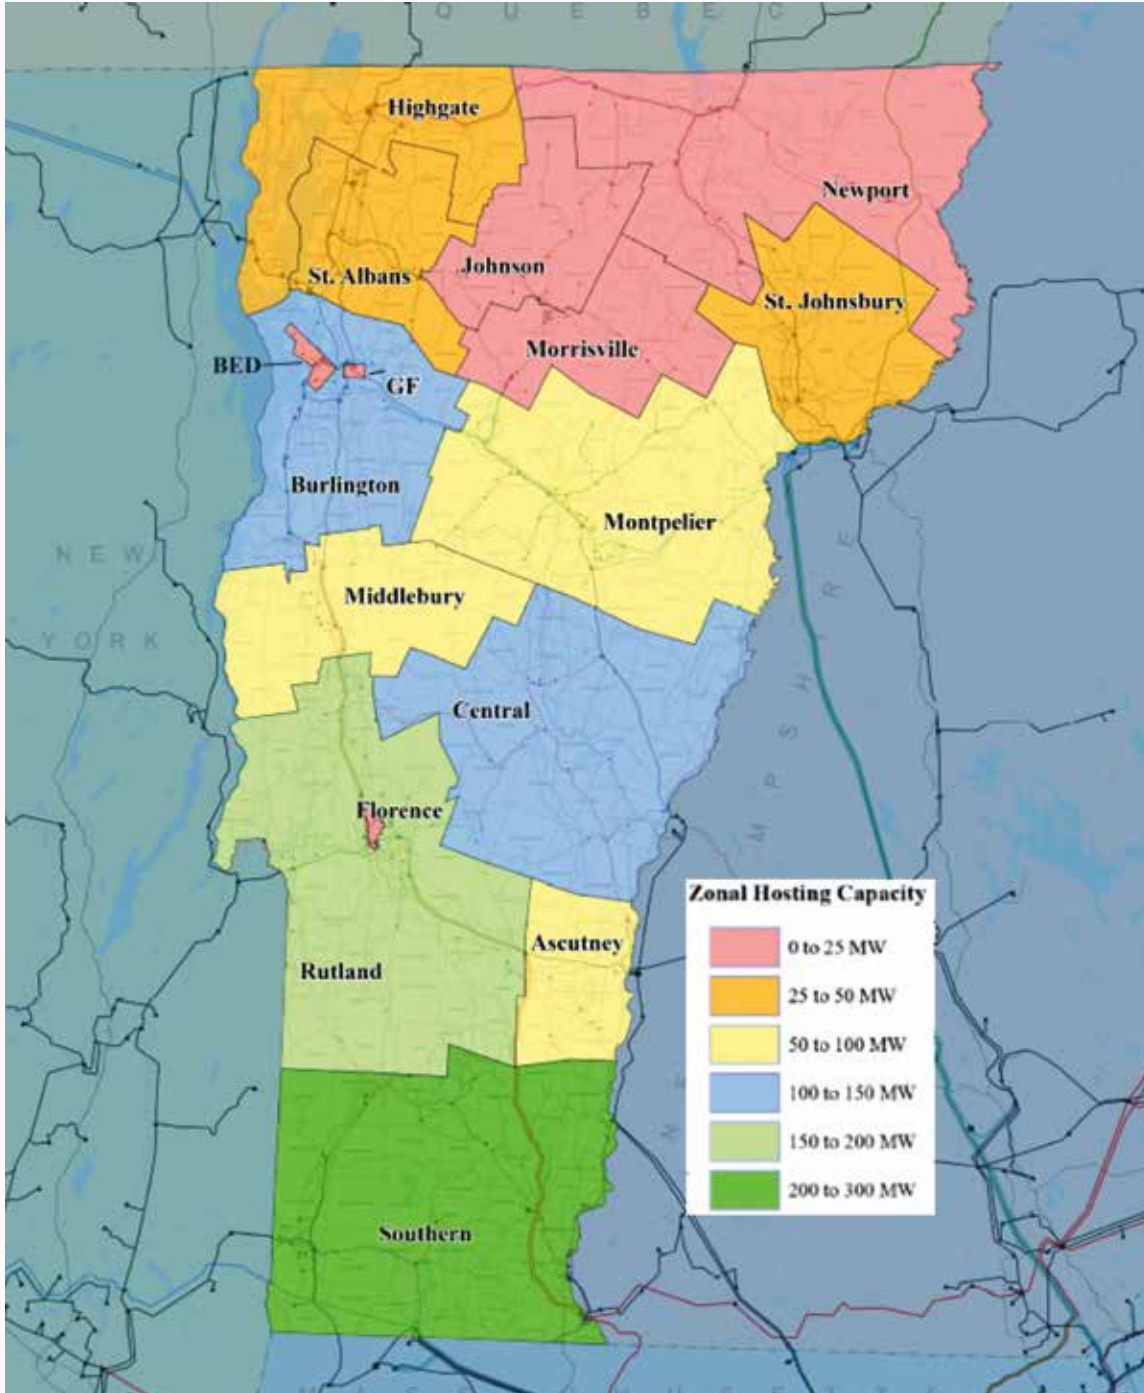 Q U E B E C
Highgate
Newport
Johnson
St. Albans
St. Johnsbury
Morrisville
BED
GF
Burlington
Montpelier
NEW
YORK
Middlebury
Central
Florence
Ascutney
Rutland
Southern
Zonal Hosting Capacity
0 to 25 MW
25 to 50 MW
50 to 100 MW
100 to 150 MW
150 to 200 MW
200 to 300 MW